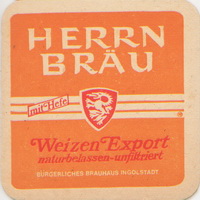 HERRN
BRÄU
mit Hefe
Weizen Export
naturbelassen-unfiltriert
BÜRGERLICHES BRAUHAUS INGOLSTADT